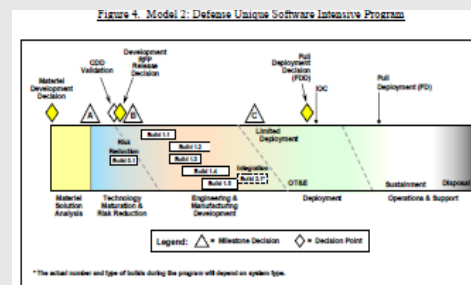 Figure 4. Model 2: Defense Unique Software Intensive Program
Materiel
Development
Decision
CDD
Validation
Development
RFP
Release
Decision
Full
Deployment
Decision
(FDD)
IOC
Full
Deployment (FD)
A
B
C
Risk
Reduction
Build 0.1
Build 1.1
Build 1.2
Build 1.3
Build 1.4
Build 1.5
Integration
Build 2.1*
Limited
Deployment
OT&E
Sustainment
Disposal
Materiel
Solution
Analysis
Technology
Maturation &
Risk Reduction
Engineering &
Manufacturing
Development
Deployment
Operations & Support
Legend: = Milestone Decision = Decision Point
* The actual number and type of builds during the program will depend on system type.